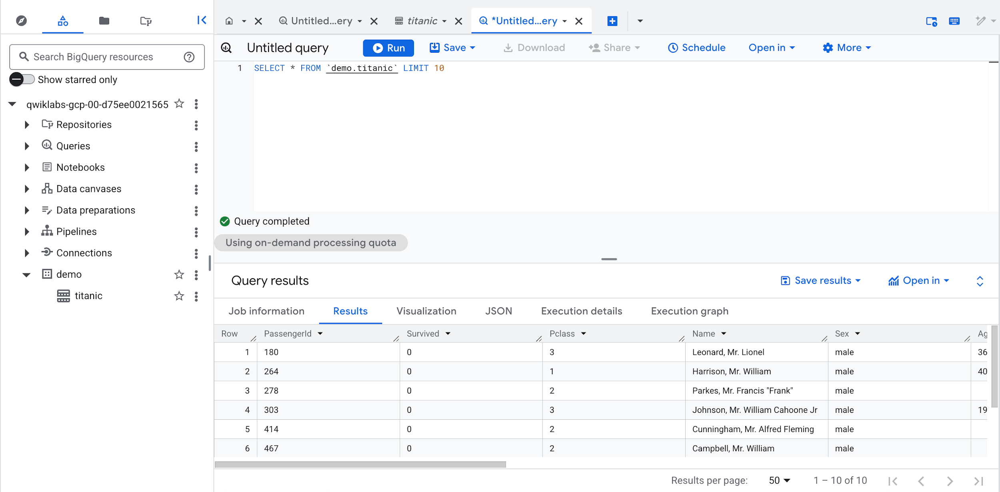 Untitled...ery
titanic
*Untitled...ery
Search BigQuery resources
Show starred only
qwiklabs-gcp-00-d75ee0021565
Repositories
Queries
Notebooks
Data canvases
Data preparations
Pipelines
Connections
demo
titanic
Untitled query
Run
Save
Download
Share
Schedule
Open in
More
1 SELECT * FROM `demo.titanic` LIMIT 10
Query completed
Using on-demand processing quota
Query results
Save results
Open in
Job information
Results
Visualization
JSON
Execution details
Execution graph
Row PassengerId Survived Pclass Name Sex Ag
1 180 0 3 Leonard, Mr. Lionel male 36
2 264 0 1 Harrison, Mr. William male 40
3 278 0 2 Parkes, Mr. Francis "Frank" male
4 303 0 3 Johnson, Mr. William Cahoone Jr male 19
5 414 0 2 Cunningham, Mr. Alfred Fleming male
6 467 0 2 Campbell, Mr. William male
Results per page: 50 1 – 10 of 10